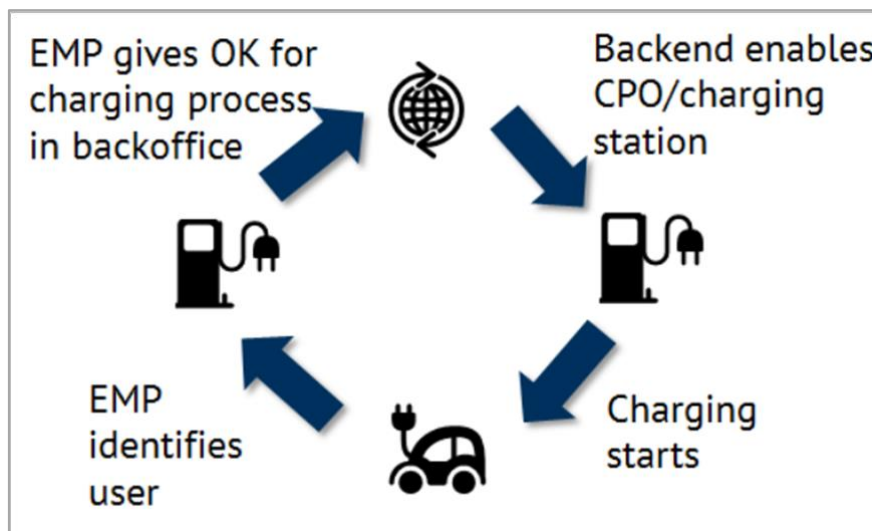 EMP gives OK for
charging process
in backoffice
Backend enables
CPO/charging
station
EMP
identifies
user
Charging
starts